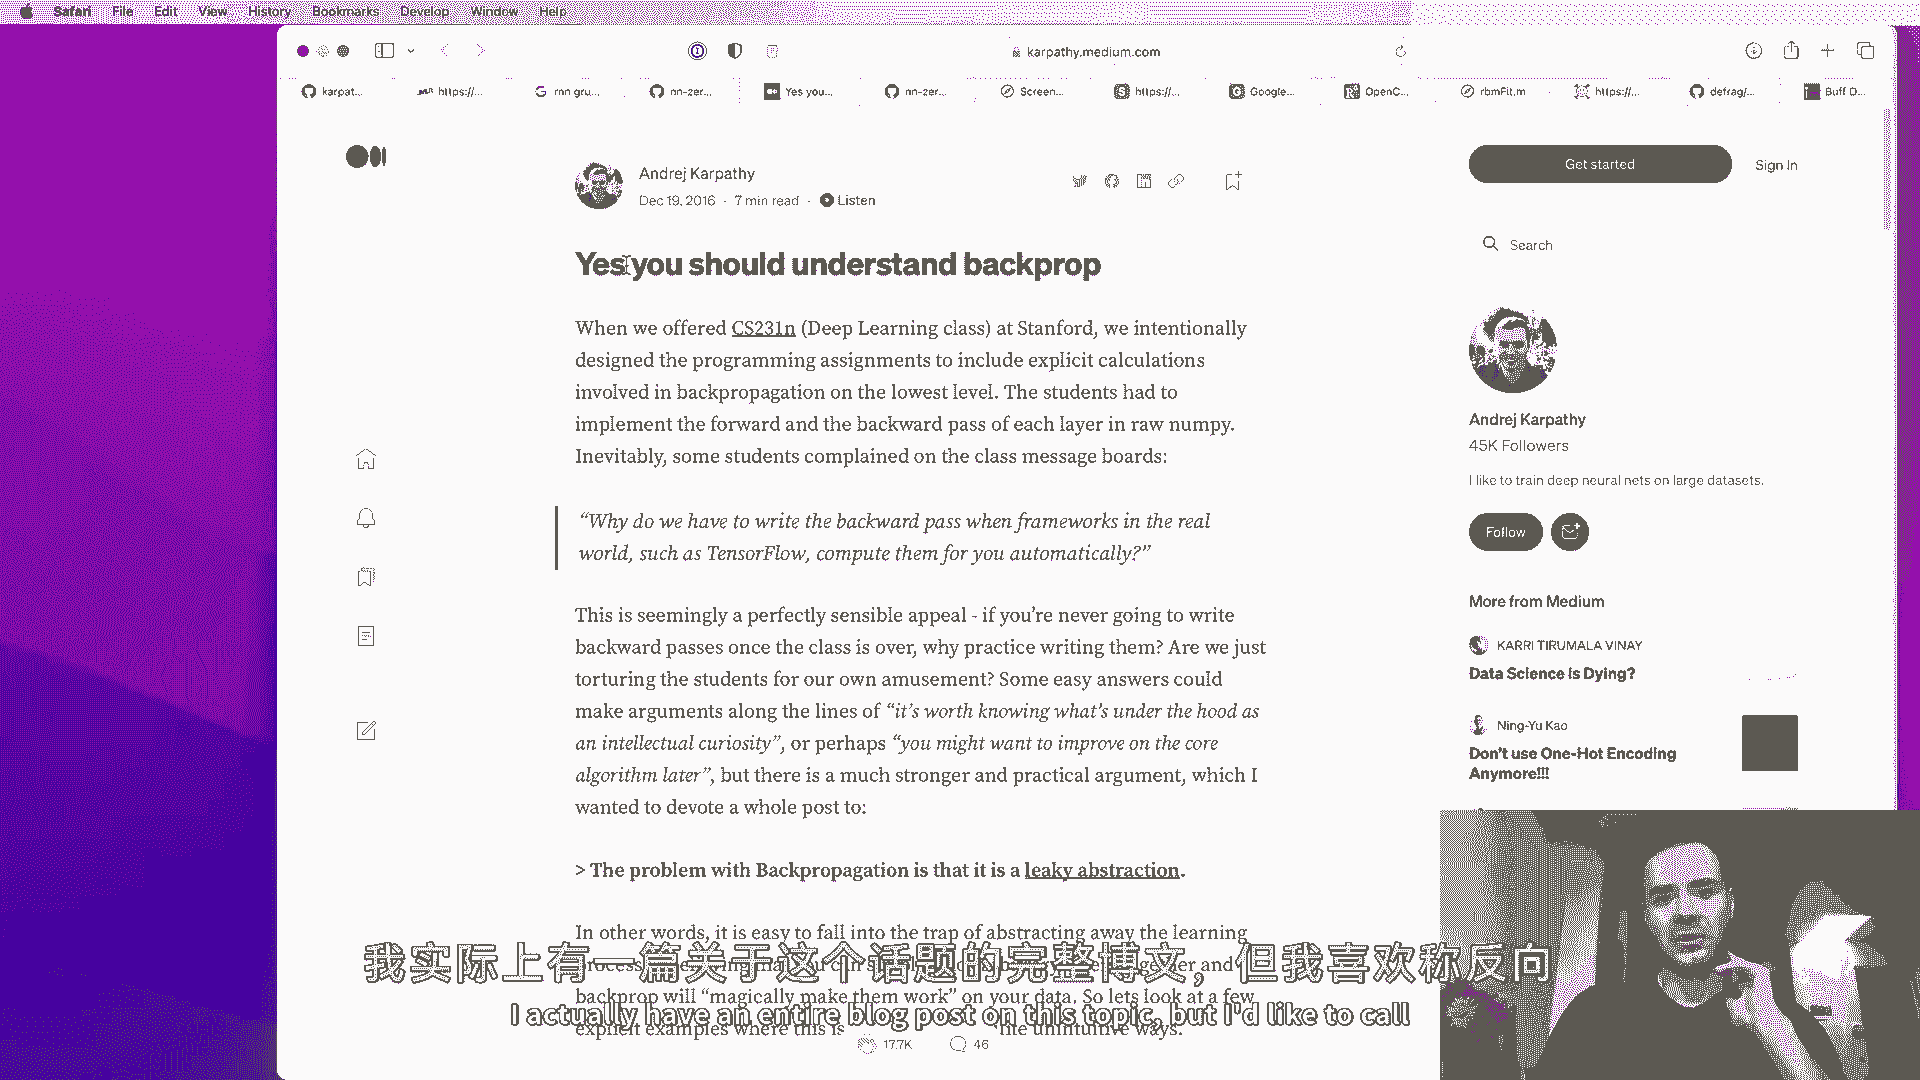 Safari File Edit View History Bookmarks Develop Window Help
karpathy.medium.com
karpat... https://... rnn gru... nn-zer... Yes you... nn-zer... Screen... https://... Google... OpenC... rbmFit.m https://... defrag/... Buff D...
Andrej Karpathy
Dec 19, 2016 · 7 min read · Listen
Get started
Sign In
Yes you should understand backprop
Search
When we offered CS231n (Deep Learning class) at Stanford, we intentionally
designed the programming assignments to include explicit calculations
involved in backpropagation on the lowest level. The students had to
implement the forward and the backward pass of each layer in raw numpy.
Inevitably, some students complained on the class message boards:
“Why do we have to write the backward pass when frameworks in the real
world, such as TensorFlow, compute them for you automatically?”
This is seemingly a perfectly sensible appeal - if you’re never going to write
backward passes once the class is over, why practice writing them? Are we just
torturing the students for our own amusement? Some easy answers could
make arguments along the lines of “it’s worth knowing what’s under the hood as
an intellectual curiosity”, or perhaps “you might want to improve on the core
algorithm later”, but there is a much stronger and practical argument, which I
wanted to devote a whole post to:
> The problem with Backpropagation is that it is a leaky abstraction.
In other words, it is easy to fall into the trap of abstracting away the learning
and
backprop will “magically make them work” on your data. So lets look at a few
explicit examples where this is unintuitive ways.
17.7K 46
Andrej Karpathy
45K Followers
I like to train deep neural nets on large datasets.
Follow
More from Medium
KARRI TIRUMALA VINAY
Data Science is Dying?
Ning-Yu Kao
Don’t use One-Hot Encoding
Anymore!!!
我实际上有一篇关于这个话题的完整博文，但我喜欢称反向
I actually have an entire blog post on this topic, but I'd like to call